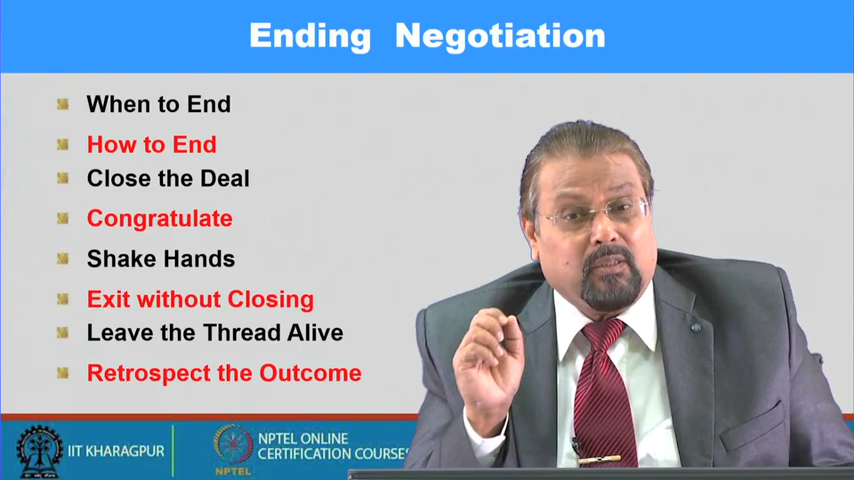 Ending Negotiation
When to End
How to End
Close the Deal
Congratulate
Shake Hands
Exit without Closing
Leave the Thread Alive
Retrospect the Outcome
IIT KHARAGPUR
NPTEL
NPTEL ONLINE
CERTIFICATION COURSES